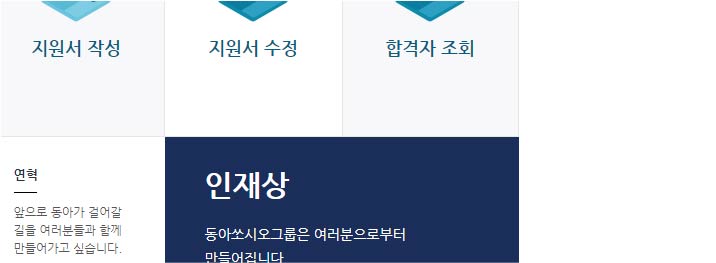 지원서 작성
지원서 수정
합격자 조회
연혁
앞으로 동아가 걸어갈
길을 여러분들과 함께
만들어가고 싶습니다.
인재상
동아쏘시오그룹은 여러분으로부터
만들어집니다